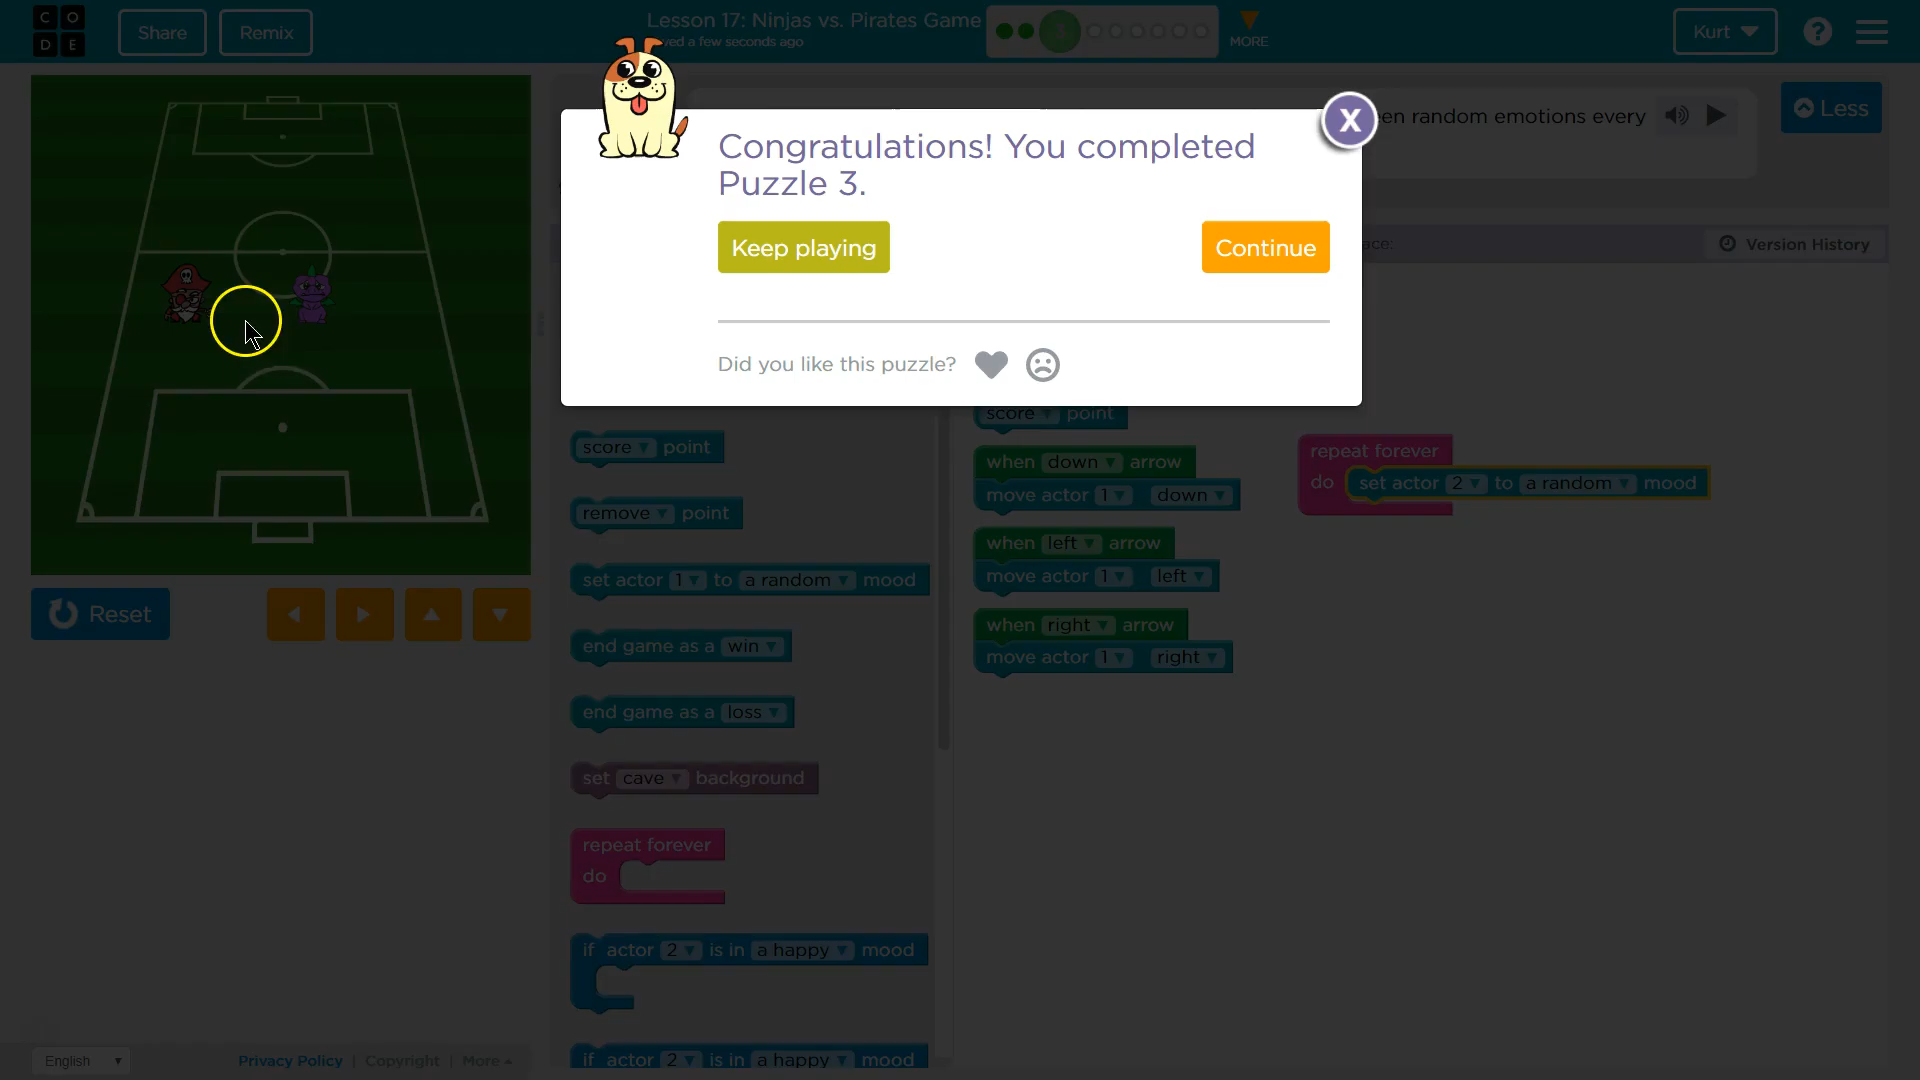 C O
D E
Share
Remix
Lesson 17: Ninjas vs. Pirates Game
ved a few seconds ago
3
MORE
Kurt
?
Less
en random emotions every
X
Congratulations! You completed
Puzzle 3.
Keep playing
Continue
Did you like this puzzle?
ace:
Version History
Reset
score point
remove point
set actor 1 to a random mood
end game as a win
end game as a loss
set cave background
repeat forever
do
if actor 2 is in a happy mood
if actor 2 is in a happy mood
score point
when down arrow
move actor 1 down
when left arrow
move actor 1 left
when right arrow
move actor 1 right
repeat forever
do set actor 2 to a random mood
English
Privacy Policy | Copyright | More